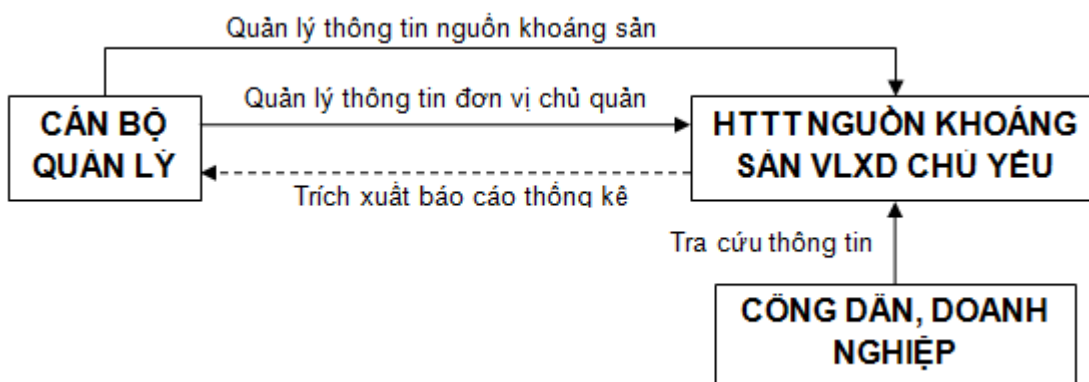 Quản lý thông tin nguồn khoáng sản
Quản lý thông tin đơn vị chủ quản
CÁN BỘ
QUẢN LÝ
HTTT NGUỒN KHOÁNG
SẢN VLXD CHỦ YẾU
Trích xuất báo cáo thống kê
Tra cứu thông tin
CÔNG DÂN, DOANH
NGHIỆP